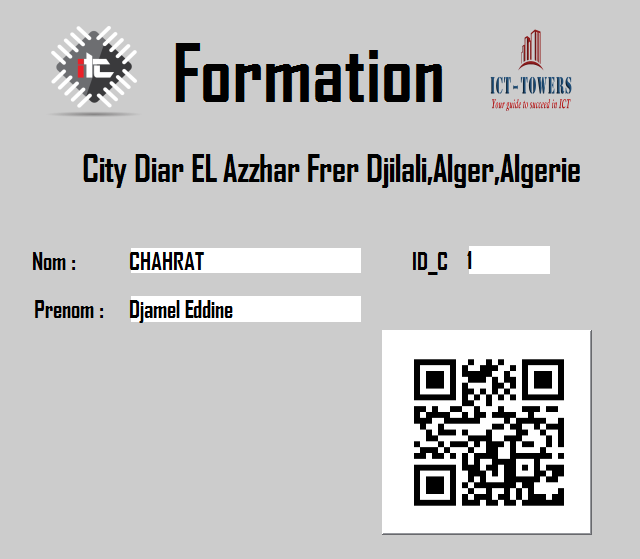 itc
Formation
ICT-TOWERS
Your guide to succeed in ICT
City Diar EL Azzhar Frer Djilali,Alger,Algerie
Nom : CHAHRAT ID_C 1
Prenom : Djamel Eddine